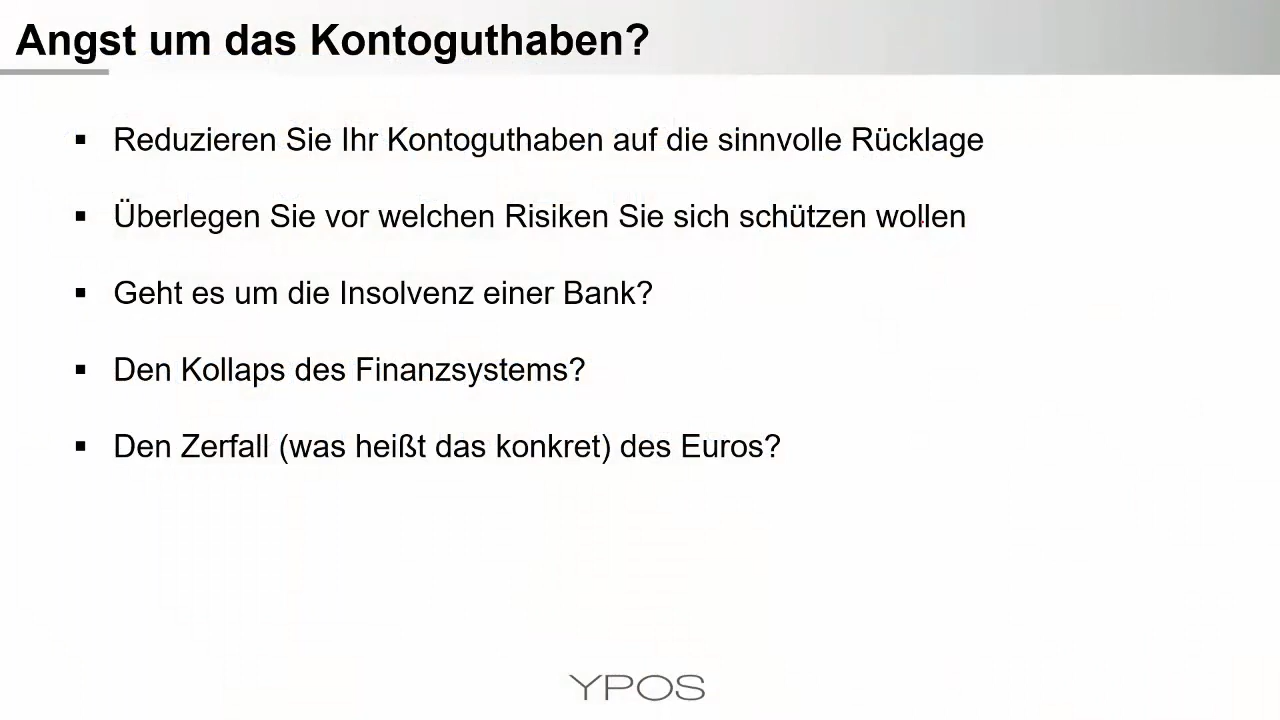 Angst um das Kontoguthaben?
▪ Reduzieren Sie Ihr Kontoguthaben auf die sinnvolle Rücklage
▪ Überlegen Sie vor welchen Risiken Sie sich schützen wollen
▪ Geht es um die Insolvenz einer Bank?
▪ Den Kollaps des Finanzsystems?
▪ Den Zerfall (was heißt das konkret) des Euros?
YPOS